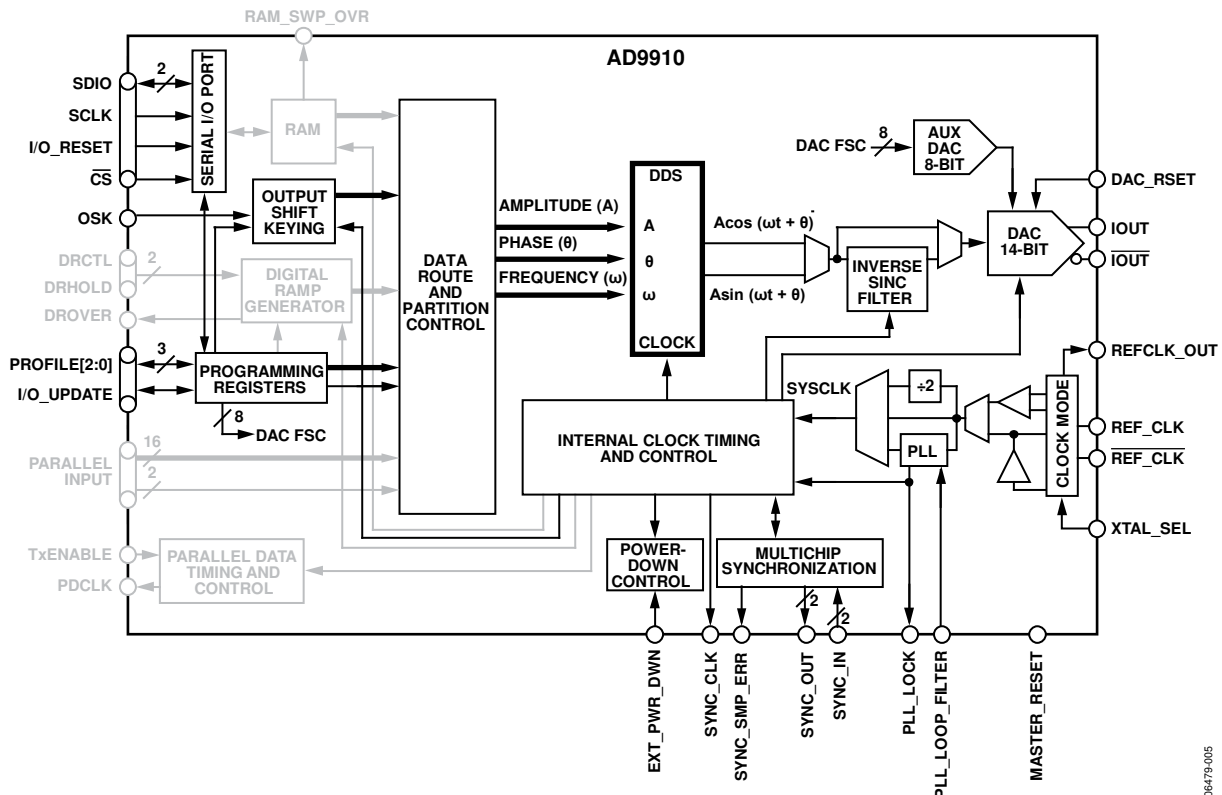 RAM_SWP_OVR
AD9910
SDIO
2
SCLK
I/O_RESET
CS
SERIAL I/O PORT
RAM
OSK
OUTPUT
SHIFT
KEYING
DRCTL
2
DRHOLD
DROVER
DIGITAL
RAMP
GENERATOR
PROFILE[2:0]
3
I/O_UPDATE
PROGRAMMING
REGISTERS
8
DAC FSC
PARALLEL
INPUT
16
2
TxENABLE
PDCLK
PARALLEL DATA
TIMING AND
CONTROL
DATA
ROUTE
AND
PARTITION
CONTROL
AMPLITUDE (A)
PHASE (θ)
FREQUENCY (ω)
DDS
A
θ
ω
CLOCK
Acos (ωt + θ)
Asin (ωt + θ)
INVERSE
SINC
FILTER
DAC FSC
8
AUX
DAC
8-BIT
DAC
14-BIT
DAC_RSET
IOUT
IOUT
REFCLK_OUT
REF_CLK
REF_CLK
XTAL_SEL
CLOCK MODE
SYSCLK
÷2
PLL
INTERNAL CLOCK TIMING
AND CONTROL
POWER-
DOWN
CONTROL
MULTICHIP
SYNCHRONIZATION
2
2
EXT_PWR_DWN
SYNC_CLK
SYNC_SMP_ERR
SYNC_OUT
SYNC_IN
PLL_LOCK
PLL_LOOP_FILTER
MASTER_RESET
06479-005